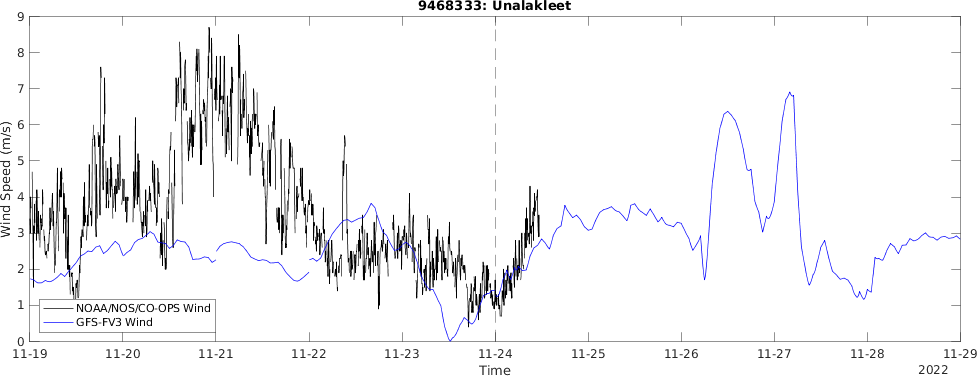 9468333: Unalakleet
9
8
7
6
5
4
3
2
1
0
Wind Speed (m/s)
NOAA/NOS/CO-OPS Wind
GFS-FV3 Wind
11-19 11-20 11-21 11-22 11-23 11-24 11-25 11-26 11-27 11-28 11-29
Time
2022